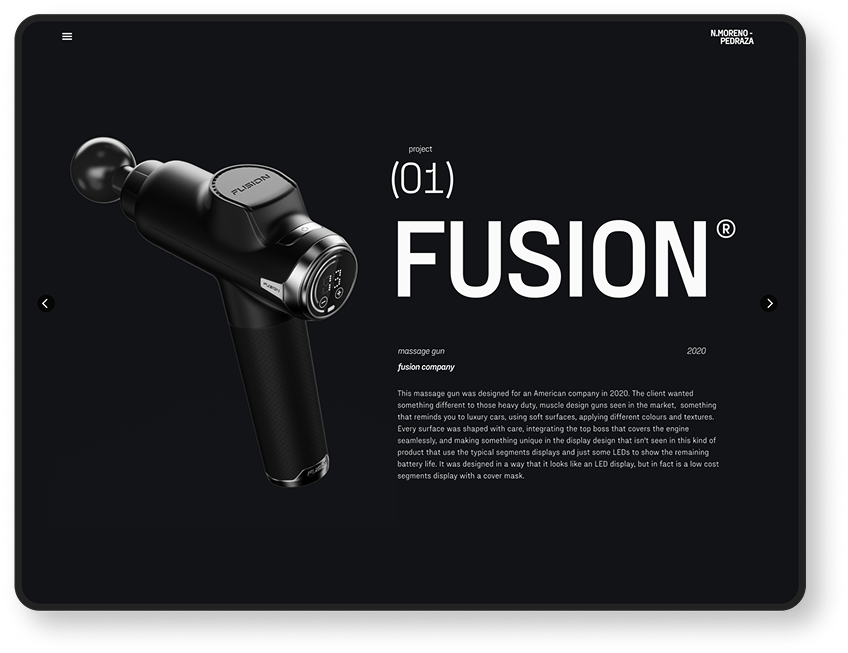 N.MORENO -
PEDRAZA
project
(01)
FUSION®
massage gun 2020
fusion company
This massage gun was designed for an American company in 2020. The client wanted
something different to those heavy duty, muscle design guns seen in the market, something
that reminds you to luxury cars, using soft surfaces, applying different colours and textures.
Every surface was shaped with care, integrating the top boss that covers the engine
seamlessly, and making something unique in the display design that isn't seen in this kind of
product that use the typical segments displays and just some LEDs to show the remaining
battery life. It was designed in a way that it looks like an LED display, but in fact is a low cost
segments display with a cover mask.
FUSION
FUSION